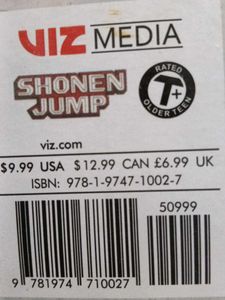 VIZ MEDIA
SHONEN
JUMP
RATED
T+
OLDER TEEN
viz.com
$9.99 USA $12.99 CAN £6.99 UK
ISBN: 978-1-9747-1002-7
50999
9 781974 710027